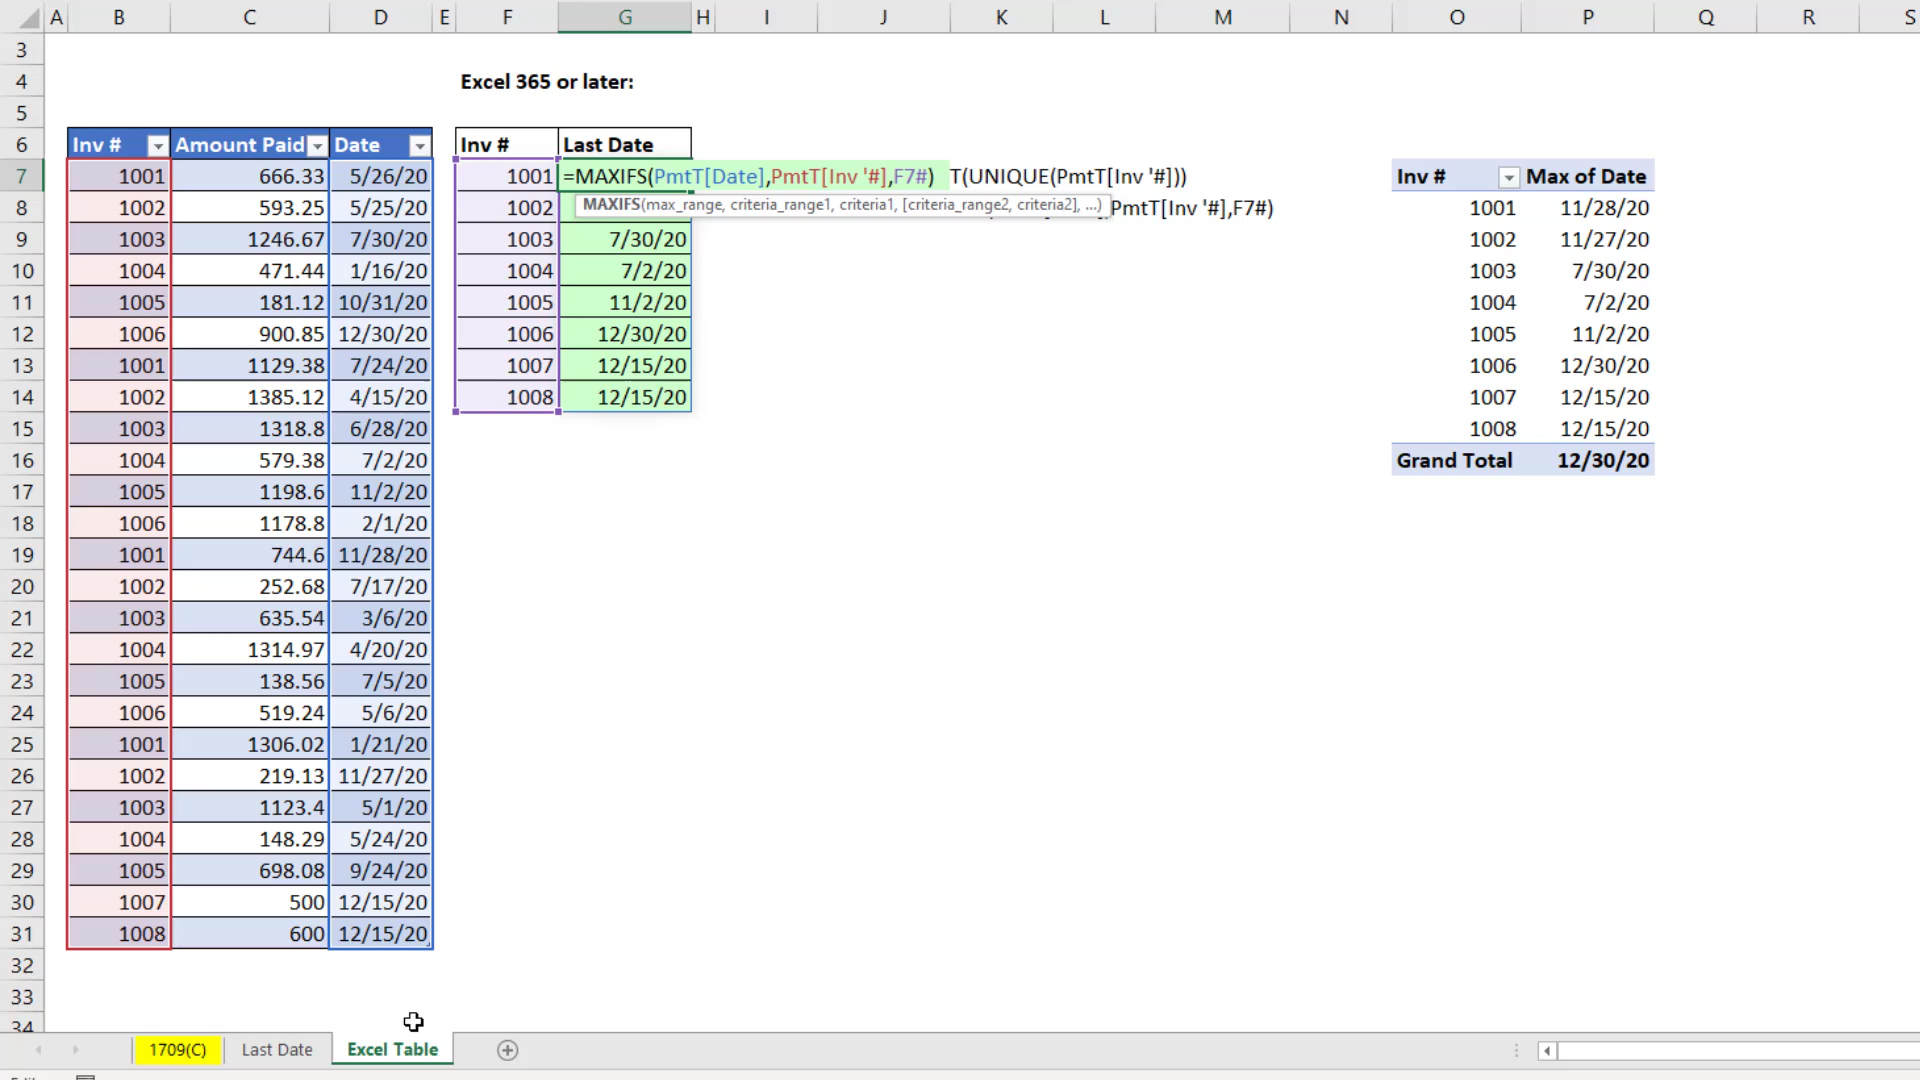 A B C D E F G H I J K L M N O P Q R S
3
4 Excel 365 or later:
5
6 Inv # Amount Paid Date Inv # Last Date
7 1001 666.33 5/26/20 1001 =MAXIFS(PmtT[Date],PmtT[Inv '#],F7#) T(UNIQUE(PmtT[Inv '#])) Inv # Max of Date
8 1002 593.25 5/25/20 1002 MAXIFS(max_range, criteria_range1, criteria1, [criteria_range2, criteria2], ...) PmtT[Inv '#],F7#) 1001 11/28/20
9 1003 1246.67 7/30/20 1003 7/30/20 1002 11/27/20
10 1004 471.44 1/16/20 1004 7/2/20 1003 7/30/20
11 1005 181.12 10/31/20 1005 11/2/20 1004 7/2/20
12 1006 900.85 12/30/20 1006 12/30/20 1005 11/2/20
13 1001 1129.38 7/24/20 1007 12/15/20 1006 12/30/20
14 1002 1385.12 4/15/20 1008 12/15/20 1007 12/15/20
15 1003 1318.8 6/28/20 1008 12/15/20
16 1004 579.38 7/2/20 Grand Total 12/30/20
17 1005 1198.6 11/2/20
18 1006 1178.8 2/1/20
19 1001 744.6 11/28/20
20 1002 252.68 7/17/20
21 1003 635.54 3/6/20
22 1004 1314.97 4/20/20
23 1005 138.56 7/5/20
24 1006 519.24 5/6/20
25 1001 1306.02 1/21/20
26 1002 219.13 11/27/20
27 1003 1123.4 5/1/20
28 1004 148.29 5/24/20
29 1005 698.08 9/24/20
30 1007 500 12/15/20
31 1008 600 12/15/20
32
33
34
1709(C) Last Date Excel Table